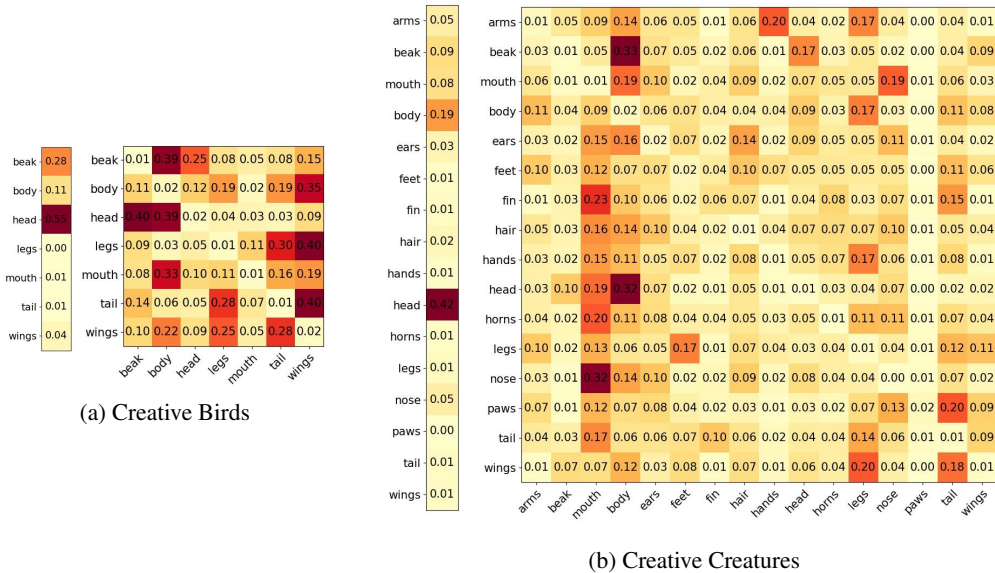 beak 0.28
body 0.11
head 0.55
legs 0.00
mouth 0.01
tail 0.01
wings 0.04
beak 0.01 0.39 0.25 0.08 0.05 0.08 0.15
body 0.11 0.02 0.12 0.19 0.02 0.19 0.35
head 0.40 0.39 0.02 0.04 0.03 0.03 0.09
legs 0.09 0.03 0.05 0.01 0.11 0.30 0.40
mouth 0.08 0.33 0.10 0.11 0.01 0.16 0.19
tail 0.14 0.06 0.05 0.28 0.07 0.01 0.40
wings 0.10 0.22 0.09 0.25 0.05 0.28 0.02
beak body head legs mouth tail wings
(a) Creative Birds
arms 0.05
beak 0.09
mouth 0.08
body 0.19
ears 0.03
feet 0.01
fin 0.01
hair 0.02
hands 0.01
head 0.42
horns 0.01
legs 0.01
nose 0.05
paws 0.00
tail 0.01
wings 0.01
arms 0.01 0.05 0.09 0.14 0.06 0.05 0.01 0.06 0.20 0.04 0.02 0.17 0.04 0.00 0.04 0.01
beak 0.03 0.01 0.05 0.33 0.07 0.05 0.02 0.06 0.01 0.17 0.03 0.05 0.02 0.00 0.04 0.09
mouth 0.06 0.01 0.01 0.19 0.10 0.02 0.04 0.09 0.02 0.07 0.05 0.05 0.19 0.01 0.06 0.03
body 0.11 0.04 0.09 0.02 0.06 0.07 0.04 0.04 0.04 0.09 0.03 0.17 0.03 0.00 0.11 0.08
ears 0.03 0.02 0.15 0.16 0.02 0.07 0.02 0.14 0.02 0.09 0.05 0.05 0.11 0.01 0.04 0.02
feet 0.10 0.03 0.12 0.07 0.07 0.02 0.04 0.10 0.07 0.05 0.05 0.05 0.05 0.01 0.11 0.06
fin 0.01 0.03 0.23 0.10 0.06 0.02 0.06 0.07 0.01 0.04 0.08 0.03 0.07 0.01 0.15 0.01
hair 0.05 0.03 0.16 0.14 0.10 0.04 0.02 0.01 0.04 0.07 0.07 0.07 0.10 0.01 0.05 0.04
hands 0.03 0.02 0.15 0.11 0.05 0.07 0.02 0.08 0.01 0.05 0.07 0.17 0.06 0.01 0.08 0.01
head 0.03 0.10 0.19 0.32 0.07 0.02 0.01 0.05 0.01 0.01 0.03 0.04 0.07 0.00 0.02 0.02
horns 0.03 0.02 0.20 0.11 0.08 0.04 0.04 0.05 0.03 0.05 0.01 0.11 0.11 0.01 0.07 0.04
legs 0.10 0.02 0.13 0.06 0.05 0.17 0.01 0.07 0.04 0.03 0.04 0.01 0.04 0.01 0.12 0.11
nose 0.03 0.01 0.32 0.14 0.10 0.02 0.02 0.09 0.02 0.08 0.04 0.04 0.00 0.01 0.07 0.02
paws 0.07 0.01 0.12 0.07 0.08 0.04 0.02 0.03 0.01 0.03 0.02 0.07 0.13 0.02 0.20 0.09
tail 0.04 0.03 0.17 0.06 0.06 0.07 0.10 0.06 0.02 0.04 0.04 0.14 0.06 0.01 0.01 0.09
wings 0.01 0.07 0.07 0.12 0.03 0.08 0.01 0.07 0.01 0.06 0.04 0.20 0.04 0.00 0.18 0.01
arms beak mouth body ears feet fin hair hands head horns legs nose paws tail wings
(b) Creative Creatures